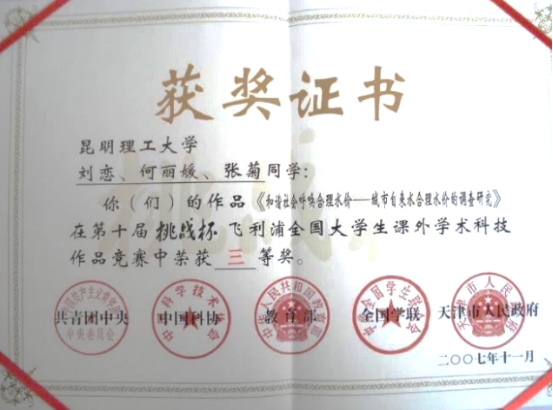 获奖证书
昆明理工大学
刘恋、何丽媛、张菊同学：
你（们）的作品《和谐社会呼唤合理水价——城市自来水合理水价的调查研究》
在第十届挑战杯飞利浦全国大学生课外学术科技
作品竞赛中荣获 三 等奖。
共青团中央 中国科协 教育部 全国学联 天津市人民政府
二〇〇七年十一月